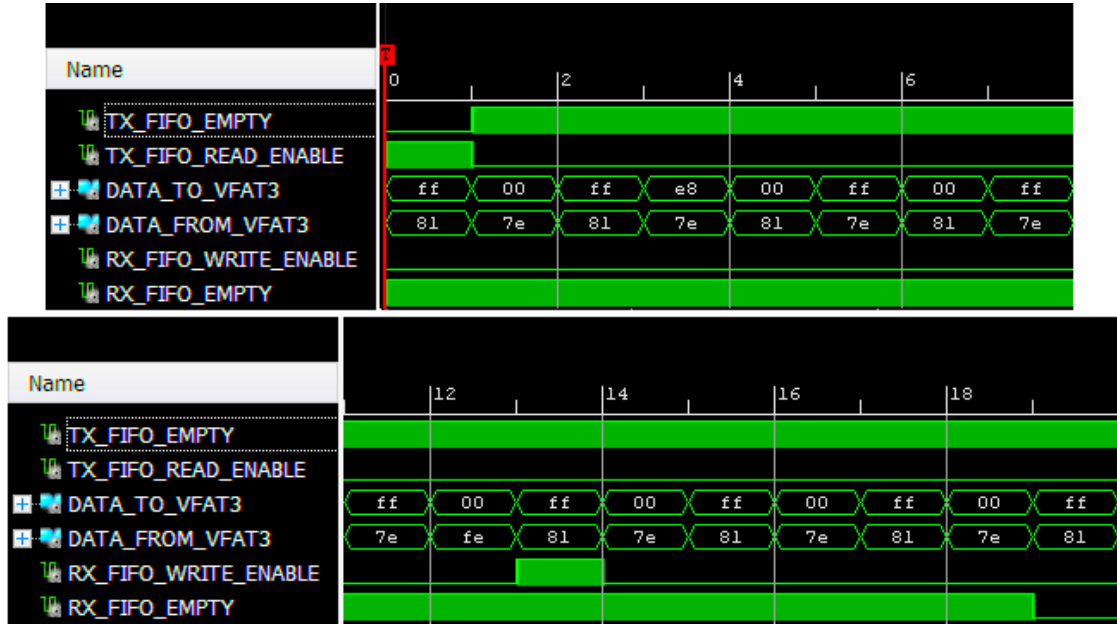 T
Name
0 2 4 6
TX_FIFO_EMPTY
TX_FIFO_READ_ENABLE
DATA_TO_VFAT3 ff 00 ff e8 00 ff 00 ff
DATA_FROM_VFAT3 81 7e 81 7e 81 7e 81 7e
RX_FIFO_WRITE_ENABLE
RX_FIFO_EMPTY
Name
12 14 16 18
TX_FIFO_EMPTY
TX_FIFO_READ_ENABLE
DATA_TO_VFAT3 ff 00 ff 00 ff 00 ff 00 ff
DATA_FROM_VFAT3 7e fe 81 7e 81 7e 81 7e 81
RX_FIFO_WRITE_ENABLE
RX_FIFO_EMPTY